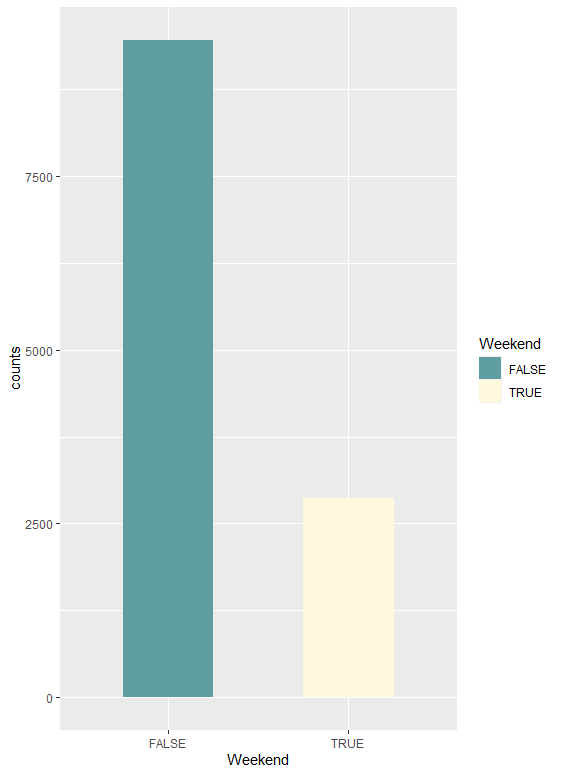 counts
7500
5000
2500
0
FALSE
TRUE
Weekend
Weekend
FALSE
TRUE